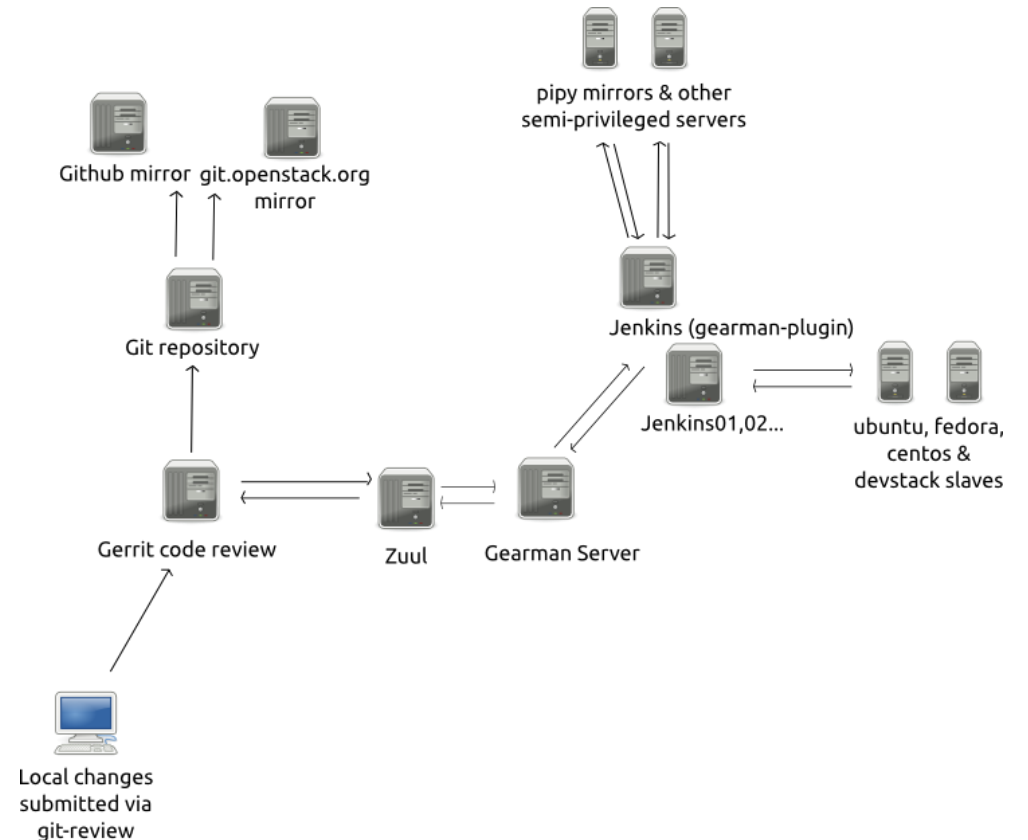 pipy mirrors & other
semi-privileged servers
Github mirror
git.openstack.org
mirror
Jenkins (gearman-plugin)
Git repository
Jenkins01,02...
ubuntu, fedora,
centos &
devstack slaves
Gerrit code review
Zuul
Gearman Server
Local changes
submitted via
git-review